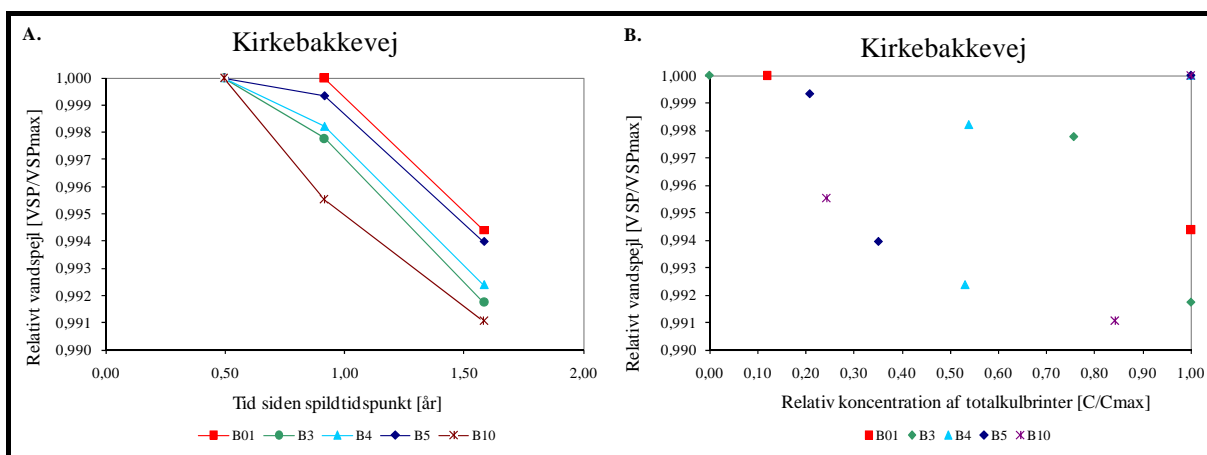 A.
Kirkebakkevej
Relativt vandspejl [VSP/VSPmax]
1,000
0,999
0,998
0,997
0,996
0,995
0,994
0,993
0,992
0,991
0,990
0,00 0,50 1,00 1,50 2,00
Tid siden spildtidspunkt [år]
B01 B3 B4 B5 B10
B.
Kirkebakkevej
Relativt vandspejl [VSP/VSPmax]
1,000
0,999
0,998
0,997
0,996
0,995
0,994
0,993
0,992
0,991
0,990
0,00 0,10 0,20 0,30 0,40 0,50 0,60 0,70 0,80 0,90 1,00
Relativ koncentration af totalkulbrinter [C/Cmax]
B01 B3 B4 B5 B10